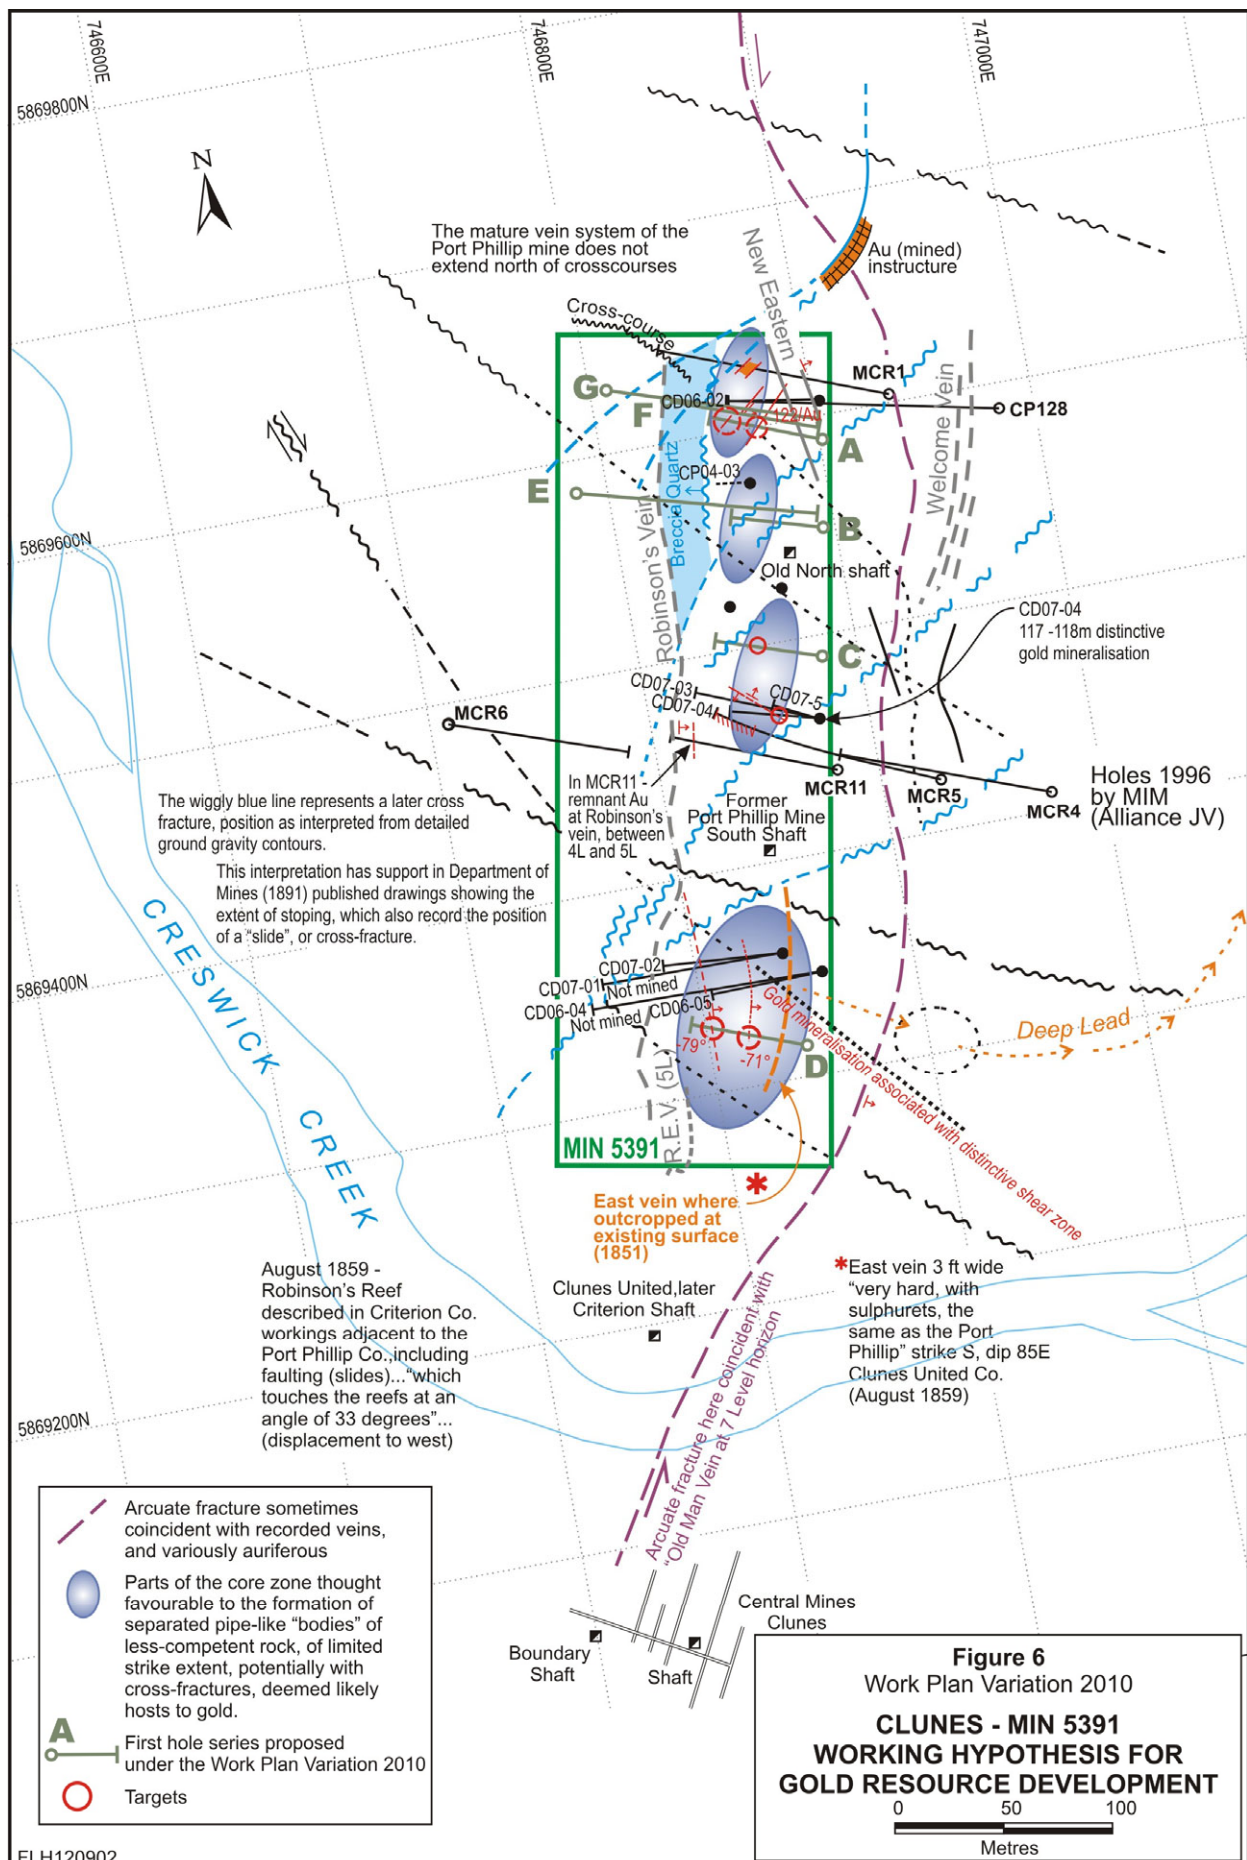 746600E
746800E
747000E
5869800N
N
The mature vein system of the
Port Phillip mine does not
extend north of crosscourses
New Eastern
Au (mined)
instructure
Cross-course
MCR1
G
CD06-02
CP128
F
122/Au
A
CP04-03
E
Breccia Quartz
Robinson's Vein
Welcome Vein
B
5869600N
Old North shaft
CD07-04
117 -118m distinctive
gold mineralisation
C
CD07-03
CD07-5
CD07-04
MCR6
MCR11
MCR5
MCR4
Holes 1996
by MIM
(Alliance JV)
In MCR11 -
remnant Au
at Robinson's
vein, between
4L and 5L
Former
Port Phillip Mine
South Shaft
The wiggly blue line represents a later cross
fracture, position as interpreted from detailed
ground gravity contours.
This interpretation has support in Department of
Mines (1891) published drawings showing the
extent of stoping, which also record the position
of a “slide”, or cross-fracture.
CRESWICK CREEK
5869400N
CD07-02
CD07-01
Not mined
CD06-04
CD06-05
Not mined
-79°
-71°
D
Gold mineralisation associated with distinctive shear zone
Deep Lead
R.E.V. (5L)
MIN 5391
East vein where
outcropped at
existing surface
(1851)
*
August 1859 -
Robinson's Reef
described in Criterion Co.
workings adjacent to the
Port Phillip Co.,including
faulting (slides)...“which
touches the reefs at an
angle of 33 degrees”...
(displacement to west)
Clunes United,later
Criterion Shaft
*East vein 3 ft wide
“very hard, with
sulphurets, the
same as the Port
Phillip” strike S, dip 85E
Clunes United Co.
(August 1859)
5869200N
Arcuate fracture here coincident with
“Old Man Vein at 7 Level horizon
Central Mines
Clunes
Boundary
Shaft
Shaft
Arcuate fracture sometimes
coincident with recorded veins,
and variously auriferous
Parts of the core zone thought
favourable to the formation of
separated pipe-like “bodies” of
less-competent rock, of limited
strike extent, potentially with
cross-fractures, deemed likely
hosts to gold.
A
First hole series proposed
under the Work Plan Variation 2010
Targets
Figure 6
Work Plan Variation 2010
CLUNES - MIN 5391
WORKING HYPOTHESIS FOR
GOLD RESOURCE DEVELOPMENT
0 50 100
Metres